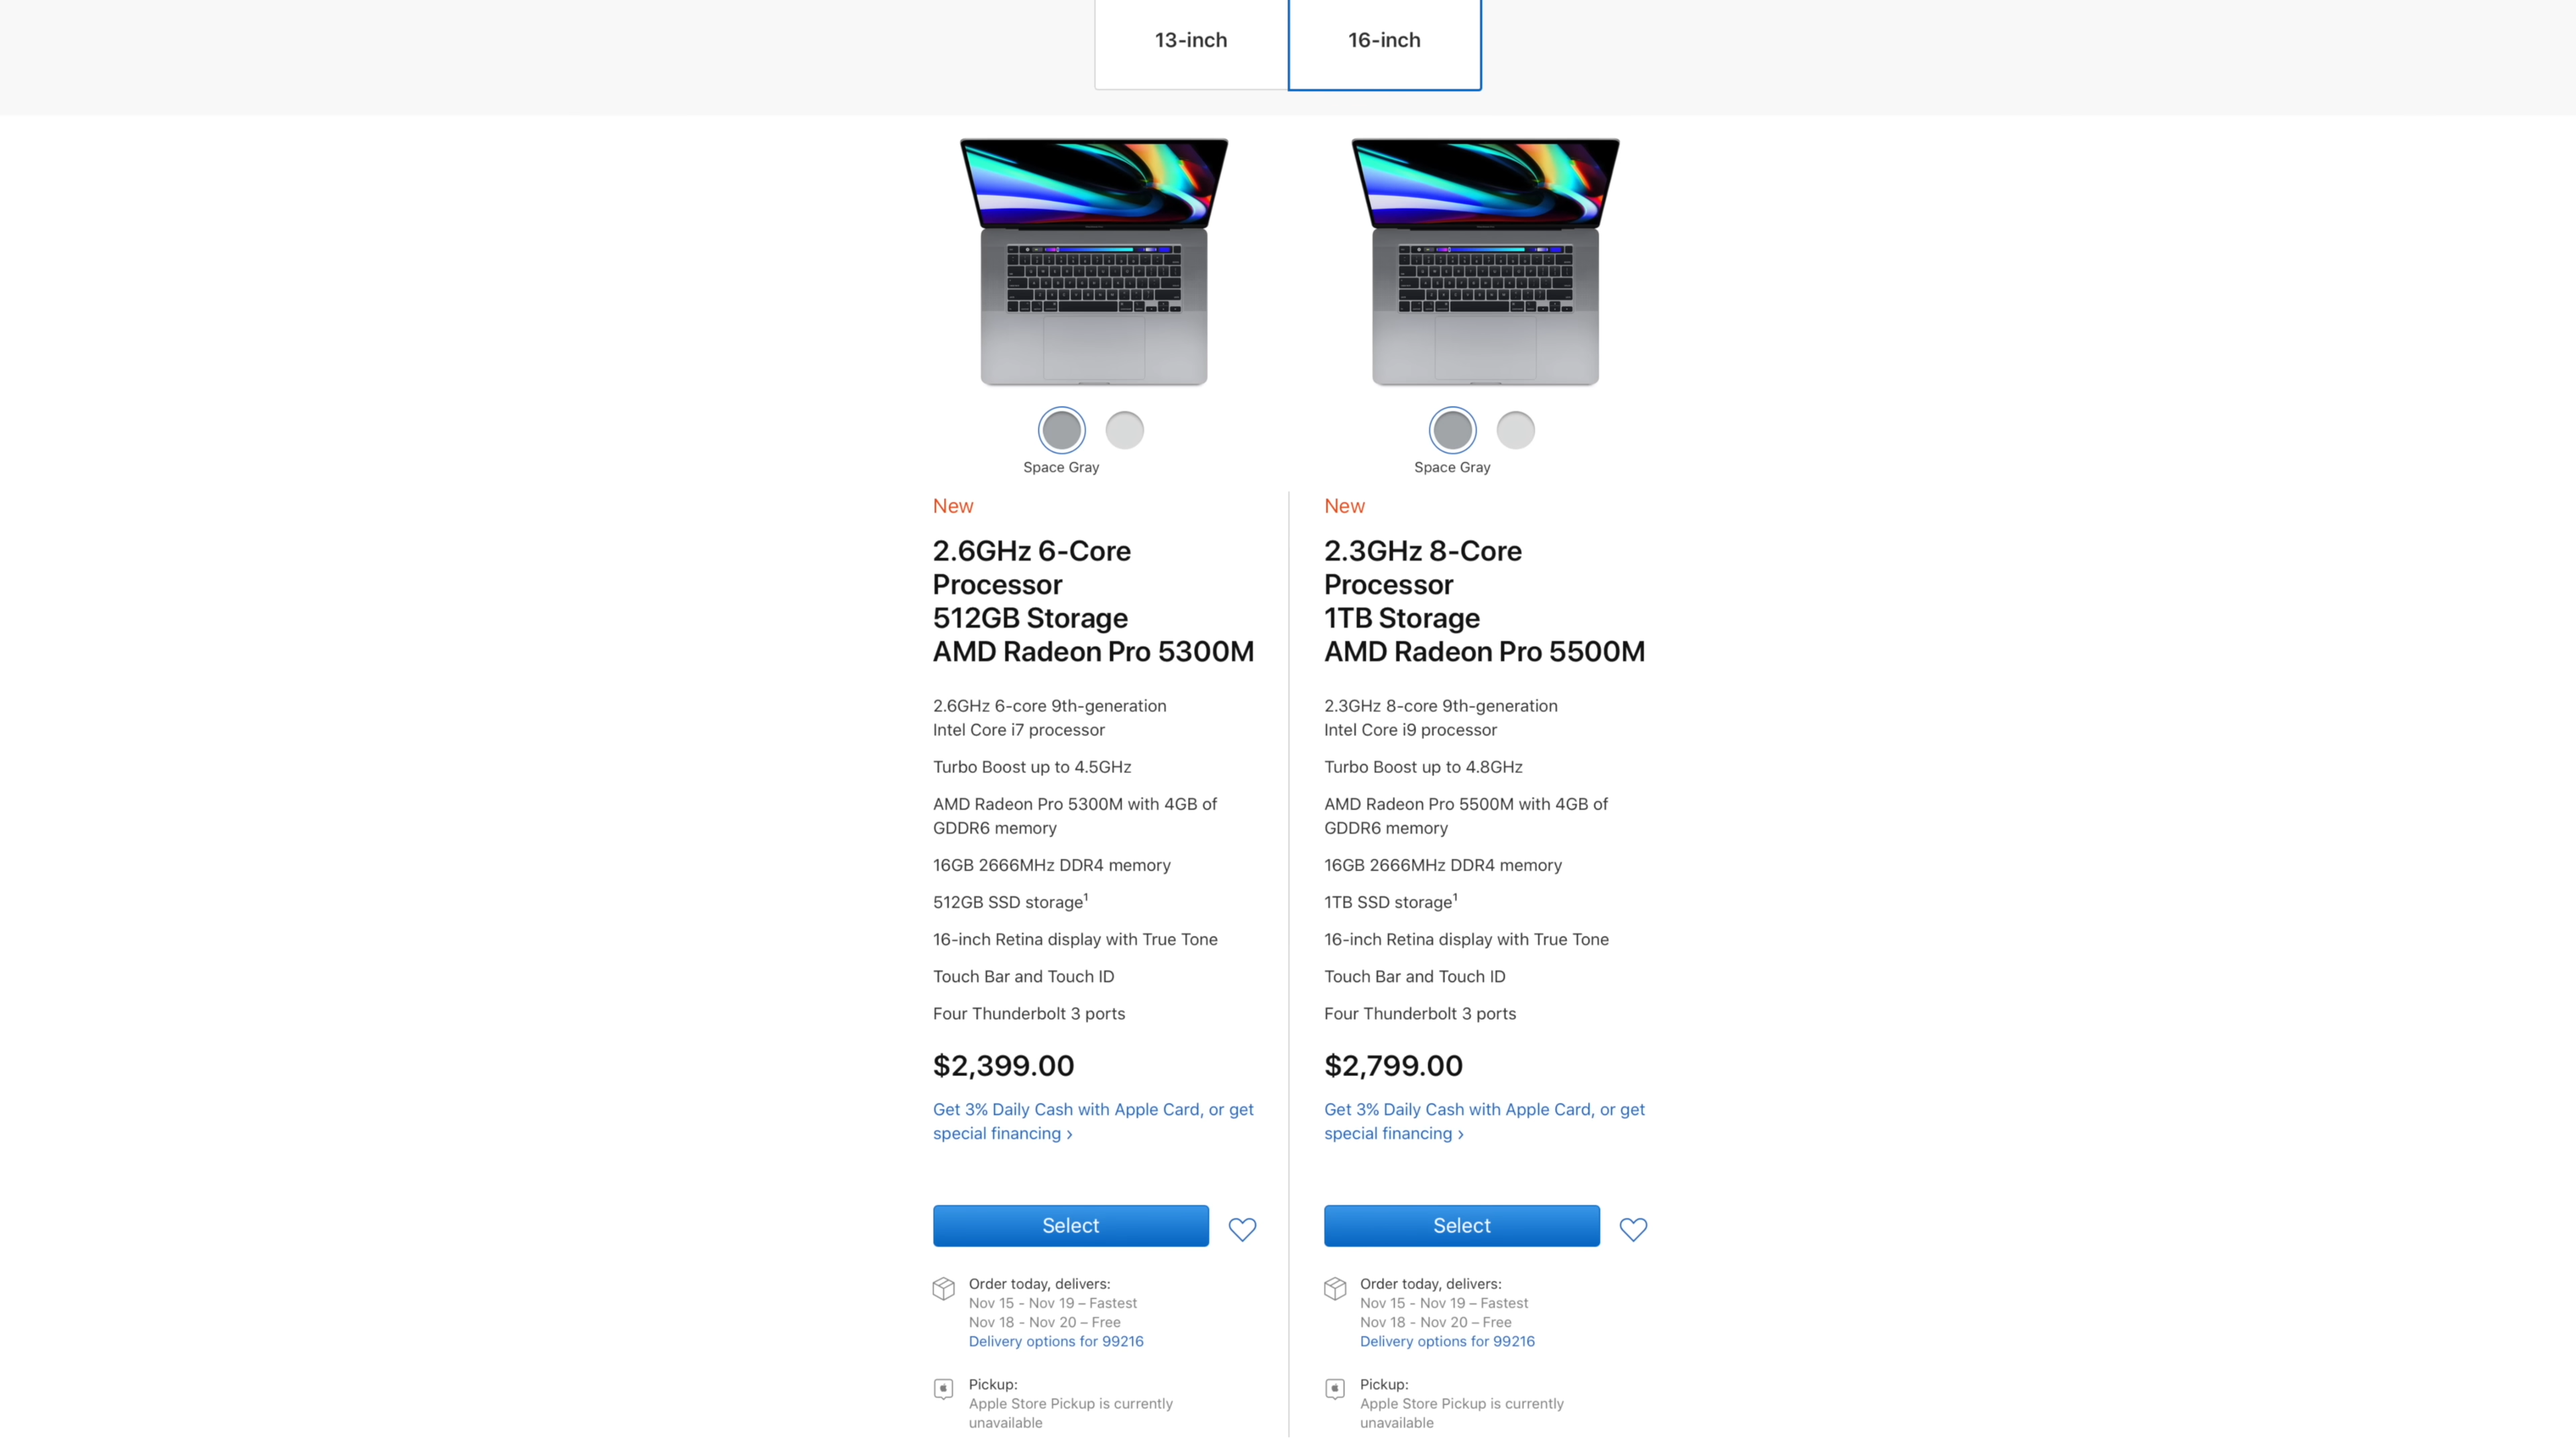 13-inch
16-inch
Space Gray
New
2.6GHz 6-Core
Processor
512GB Storage
AMD Radeon Pro 5300M
2.6GHz 6-core 9th-generation
Intel Core i7 processor
Turbo Boost up to 4.5GHz
AMD Radeon Pro 5300M with 4GB of
GDDR6 memory
16GB 2666MHz DDR4 memory
512GB SSD storage¹
16-inch Retina display with True Tone
Touch Bar and Touch ID
Four Thunderbolt 3 ports
$2,399.00
Get 3% Daily Cash with Apple Card, or get
special financing ›
Select
Order today, delivers:
Nov 15 - Nov 19 – Fastest
Nov 18 - Nov 20 – Free
Delivery options for 99216
Pickup:
Apple Store Pickup is currently
unavailable
Space Gray
New
2.3GHz 8-Core
Processor
1TB Storage
AMD Radeon Pro 5500M
2.3GHz 8-core 9th-generation
Intel Core i9 processor
Turbo Boost up to 4.8GHz
AMD Radeon Pro 5500M with 4GB of
GDDR6 memory
16GB 2666MHz DDR4 memory
1TB SSD storage¹
16-inch Retina display with True Tone
Touch Bar and Touch ID
Four Thunderbolt 3 ports
$2,799.00
Get 3% Daily Cash with Apple Card, or get
special financing ›
Select
Order today, delivers:
Nov 15 - Nov 19 – Fastest
Nov 18 - Nov 20 – Free
Delivery options for 99216
Pickup:
Apple Store Pickup is currently
unavailable